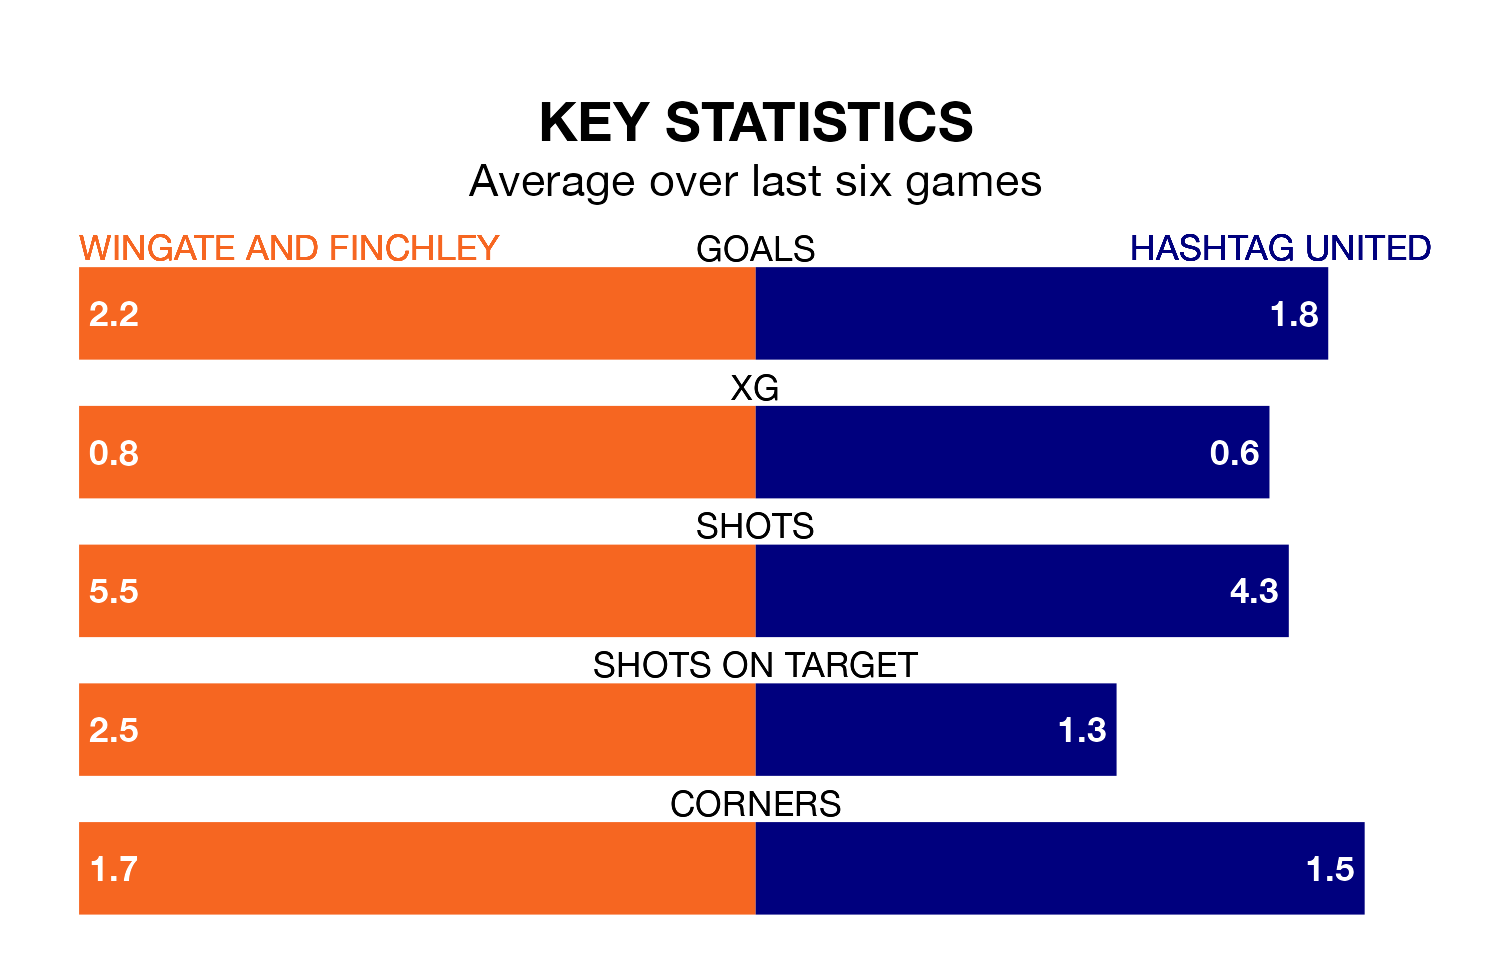 KEY STATISTICS
Average over last six games
WINGATE AND FINCHLEY GOALS HASHTAG UNITED
2.2 1.8
XG
0.8 0.6
SHOTS
5.5 4.3
SHOTS ON TARGET
2.5 1.3
CORNERS
1.7 1.5